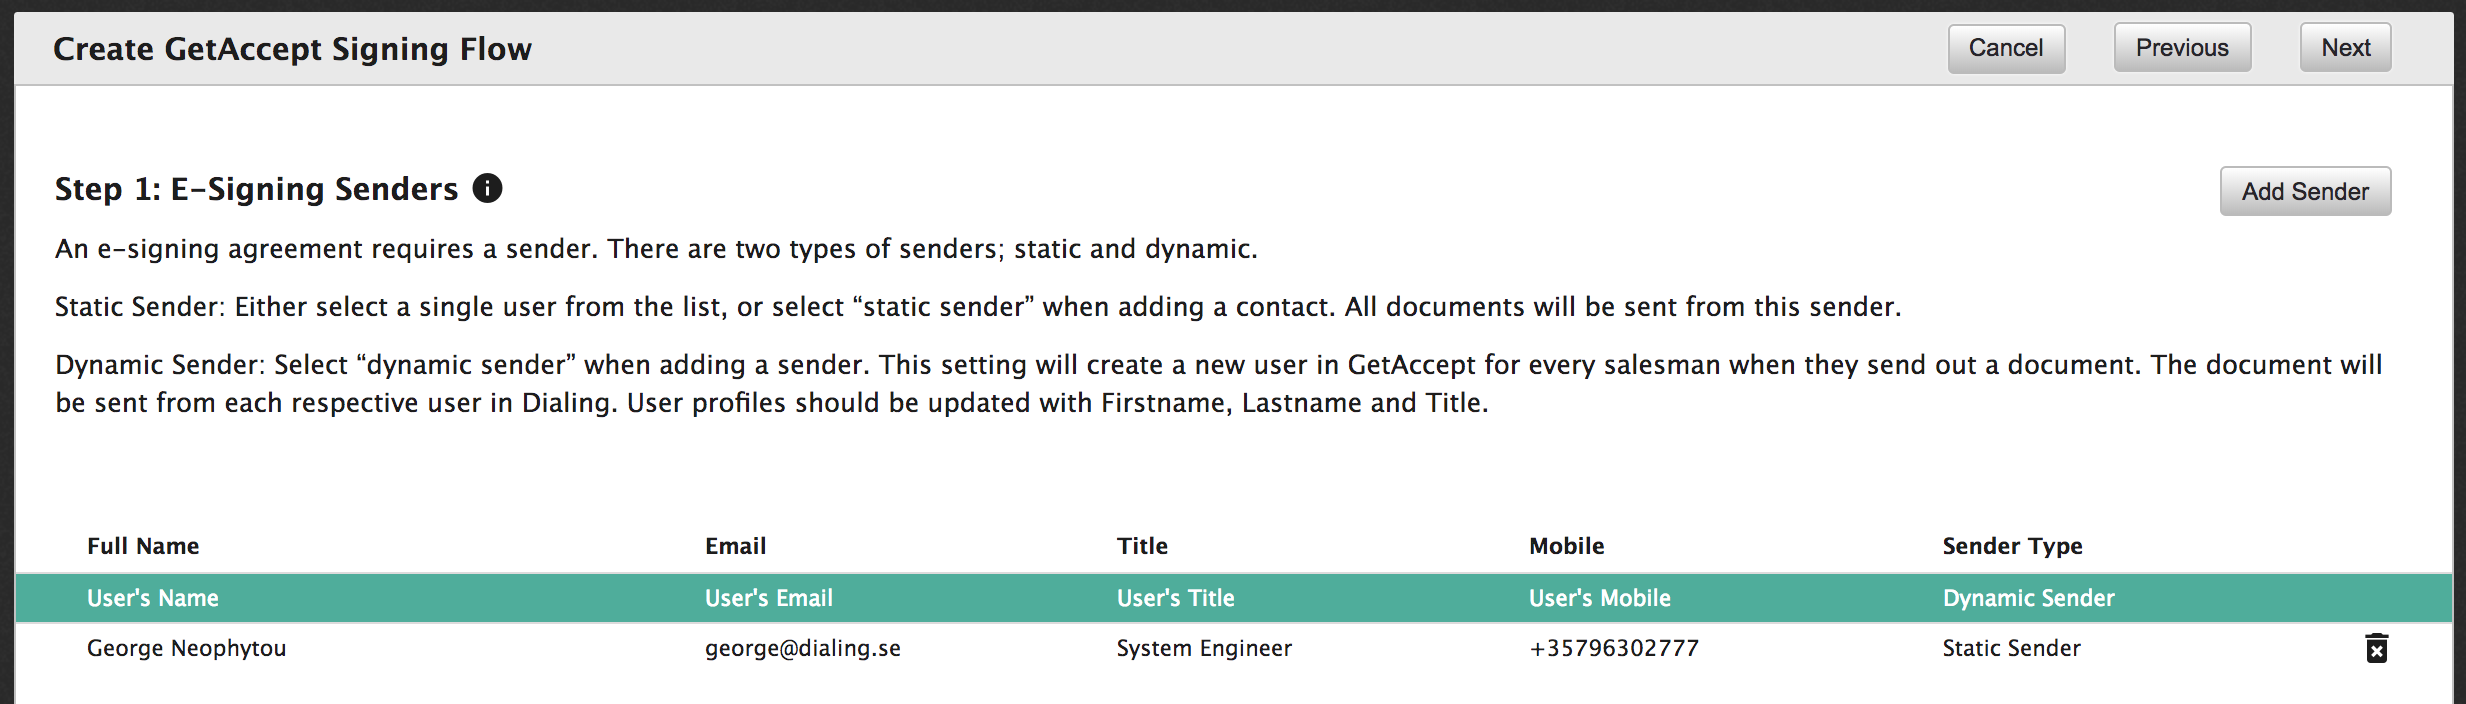 Create GetAccept Signing Flow
Cancel
Previous
Next
Step 1: E-Signing Senders
Add Sender
An e-signing agreement requires a sender. There are two types of senders; static and dynamic.
Static Sender: Either select a single user from the list, or select “static sender” when adding a contact. All documents will be sent from this sender.
Dynamic Sender: Select “dynamic sender” when adding a sender. This setting will create a new user in GetAccept for every salesman when they send out a document. The document will
be sent from each respective user in Dialing. User profiles should be updated with Firstname, Lastname and Title.
Full Name Email Title Mobile Sender Type
User's Name User's Email User's Title User's Mobile Dynamic Sender
George Neophytou george@dialing.se System Engineer +35796302777 Static Sender